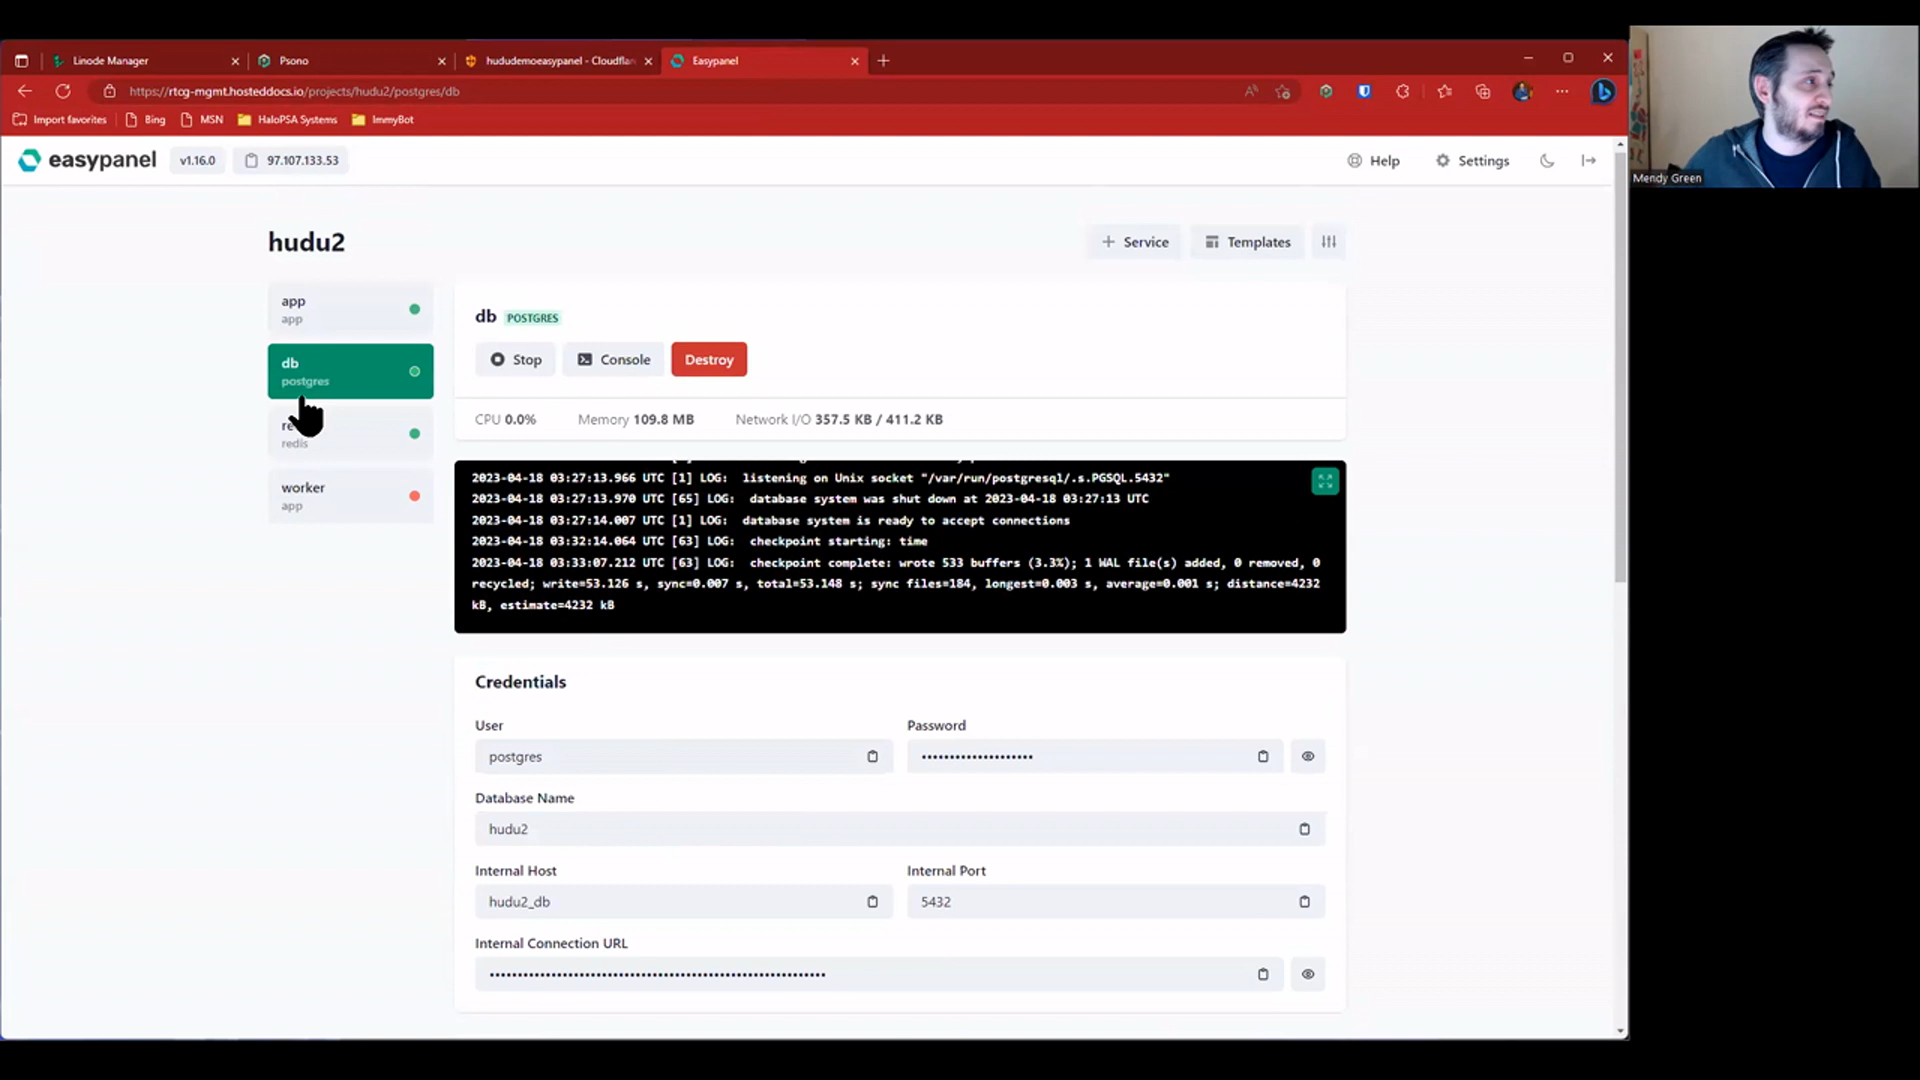 Linode Manager
Psono
hududemoeasypanel - Cloudflar
Easypanel
https://rtcg-mgmt.hosteddocs.io/projects/hudu2/postgres/db
Import favorites
Bing
MSN
HaloPSA Systems
ImmyBot
Mendy Green
easypanel
v1.16.0
97.107.133.53
Help
Settings
hudu2
Service
Templates
app
app
db
postgres
re
redis
worker
app
db POSTGRES
Stop
Console
Destroy
CPU 0.0%
Memory 109.8 MB
Network I/O 357.5 KB / 411.2 KB
2023-04-18 03:27:13.966 UTC [1] LOG:  listening on Unix socket "/var/run/postgresql/.s.PGSQL.5432"
2023-04-18 03:27:13.970 UTC [65] LOG:  database system was shut down at 2023-04-18 03:27:13 UTC
2023-04-18 03:27:14.007 UTC [1] LOG:  database system is ready to accept connections
2023-04-18 03:32:14.064 UTC [63] LOG:  checkpoint starting: time
2023-04-18 03:33:07.212 UTC [63] LOG:  checkpoint complete: wrote 533 buffers (3.3%); 1 WAL file(s) added, 0 removed, 0
recycled; write=53.126 s, sync=0.007 s, total=53.148 s; sync files=184, longest=0.003 s, average=0.001 s; distance=4232
kB, estimate=4232 kB
Credentials
User
Password
postgres
••••••••••••••••••••
Database Name
hudu2
Internal Host
Internal Port
hudu2_db
5432
Internal Connection URL